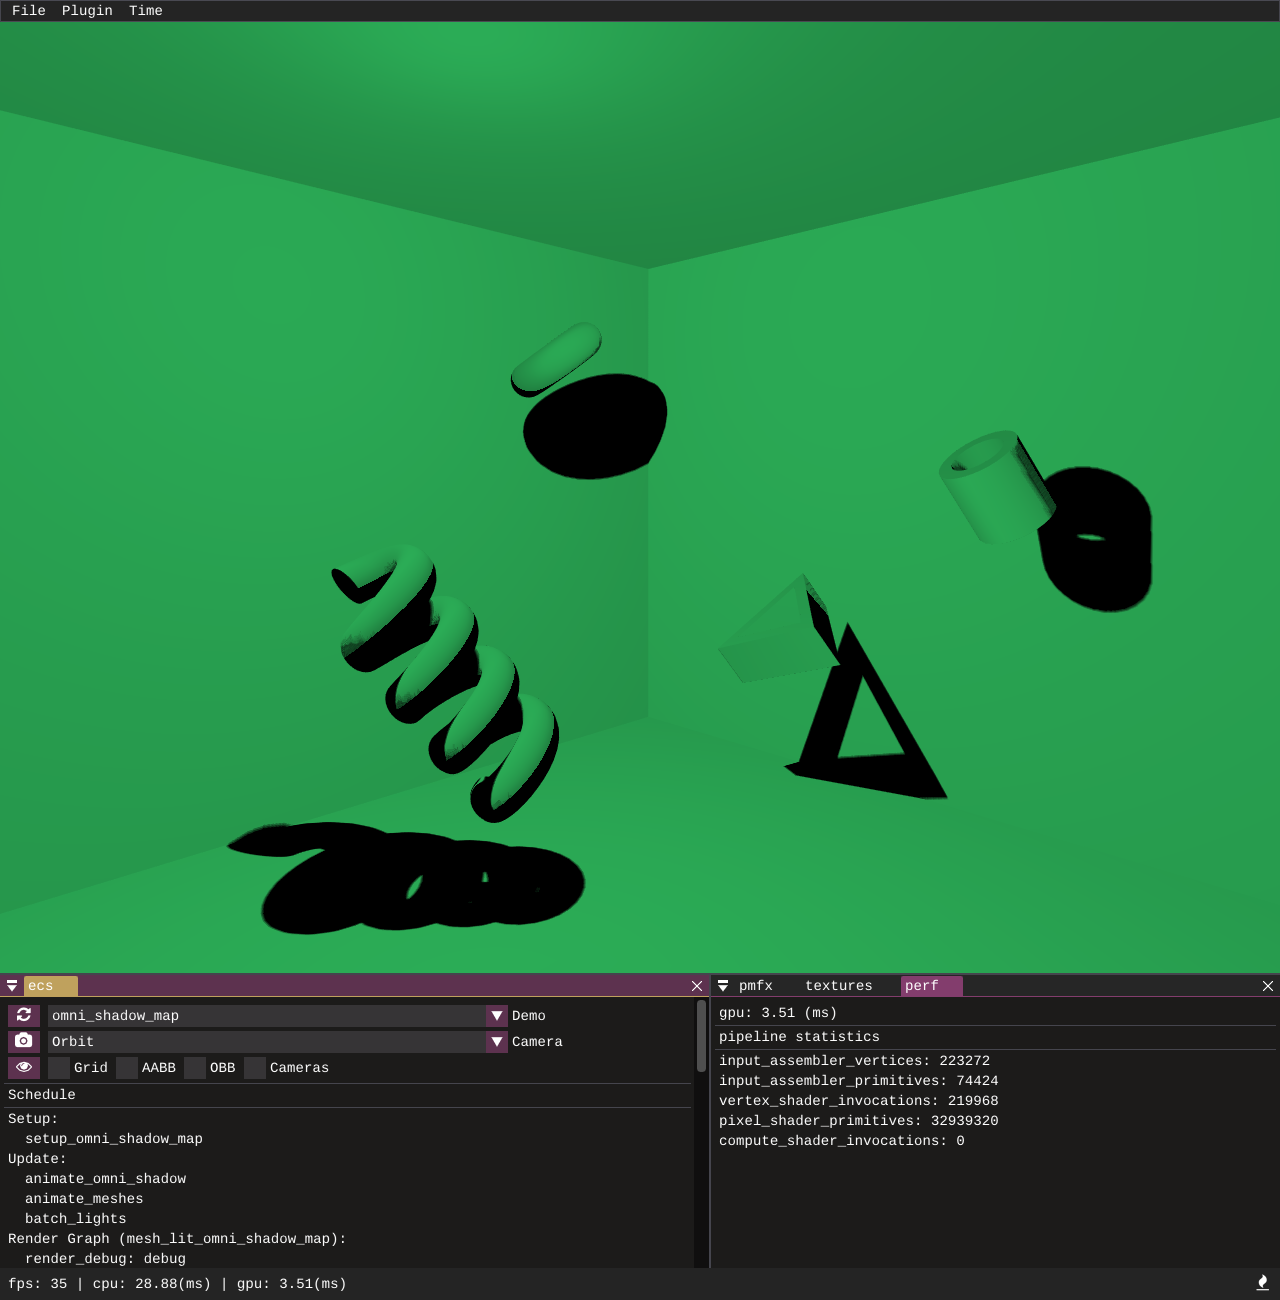 File Plugin Time
ecs
omni_shadow_map Demo
Orbit Camera
Grid AABB OBB Cameras
Schedule
Setup:
setup_omni_shadow_map
Update:
animate_omni_shadow
animate_meshes
batch_lights
Render Graph (mesh_lit_omni_shadow_map):
render_debug: debug
pmfx textures perf
gpu: 3.51 (ms)
pipeline statistics
input_assembler_vertices: 223272
input_assembler_primitives: 74424
vertex_shader_invocations: 219968
pixel_shader_primitives: 32939320
compute_shader_invocations: 0
fps: 35 | cpu: 28.88(ms) | gpu: 3.51(ms)